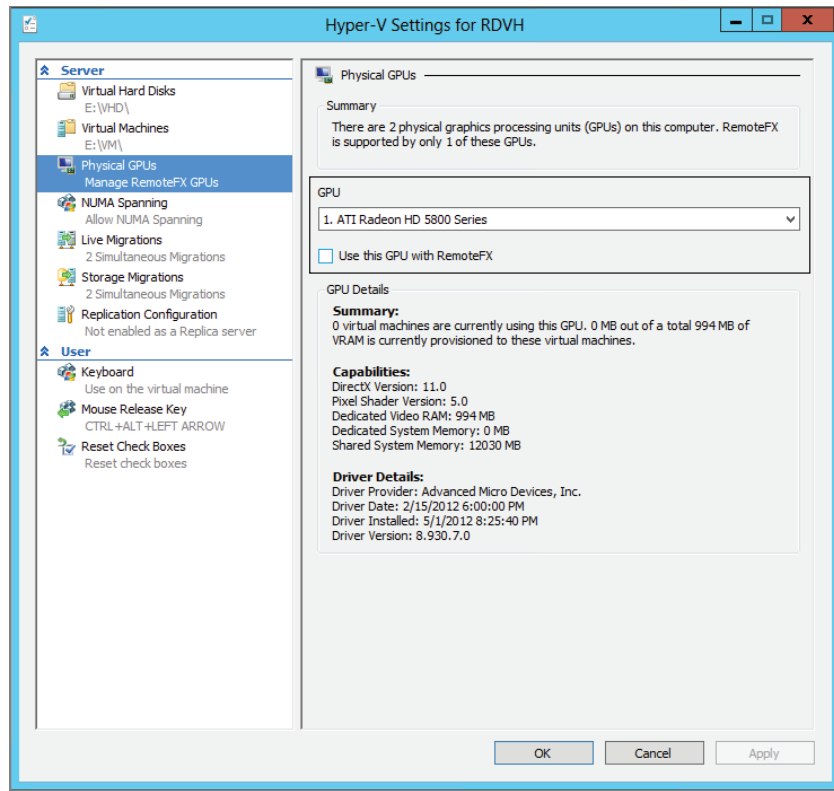 Hyper-V Settings for RDVH
Server
Virtual Hard Disks
E:\VHD\
Virtual Machines
E:\VM\
Physical GPUs
Manage RemoteFX GPUs
NUMA Spanning
Allow NUMA Spanning
Live Migrations
2 Simultaneous Migrations
Storage Migrations
2 Simultaneous Migrations
Replication Configuration
Not enabled as a Replica server
User
Keyboard
Use on the virtual machine
Mouse Release Key
CTRL+ALT+LEFT ARROW
Reset Check Boxes
Reset check boxes
Physical GPUs
Summary
There are 2 physical graphics processing units (GPUs) on this computer. RemoteFX
is supported by only 1 of these GPUs.
GPU
1. ATI Radeon HD 5800 Series
Use this GPU with RemoteFX
GPU Details
Summary:
0 virtual machines are currently using this GPU. 0 MB out of a total 994 MB of
VRAM is currently provisioned to these virtual machines.
Capabilities:
DirectX Version: 11.0
Pixel Shader Version: 5.0
Dedicated Video RAM: 994 MB
Dedicated System Memory: 0 MB
Shared System Memory: 12030 MB
Driver Details:
Driver Provider: Advanced Micro Devices, Inc.
Driver Date: 2/15/2012 6:00:00 PM
Driver Installed: 5/1/2012 8:25:40 PM
Driver Version: 8.930.7.0
OK
Cancel
Apply